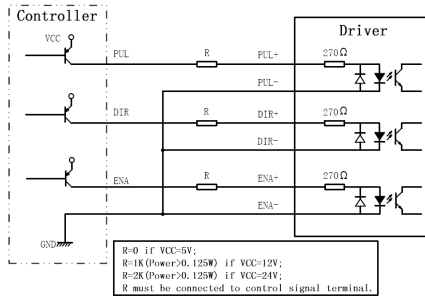 Controller
Driver
VCC
PUL
R
PUL+
270Ω
PUL-
DIR
R
DIR+
270Ω
DIR-
ENA
R
ENA+
270Ω
ENA-
GND
R=0 if VCC=5V;
R=1K(Power>0.125W) if VCC=12V;
R=2K(Power>0.125W) if VCC=24V;
R must be connected to control signal terminal.